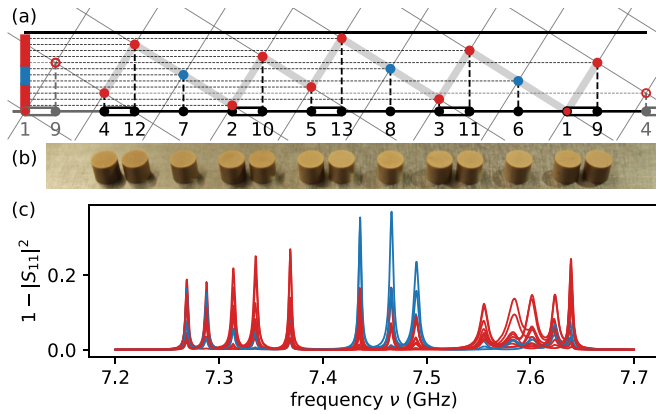 (a)
1 9 4 12 7 2 10 5 13 8 3 11 6 1 9 4
(b)
(c)
1 − |S₁₁|²
0.2
0.0
7.2 7.3 7.4 7.5 7.6 7.7
frequency ν (GHz)